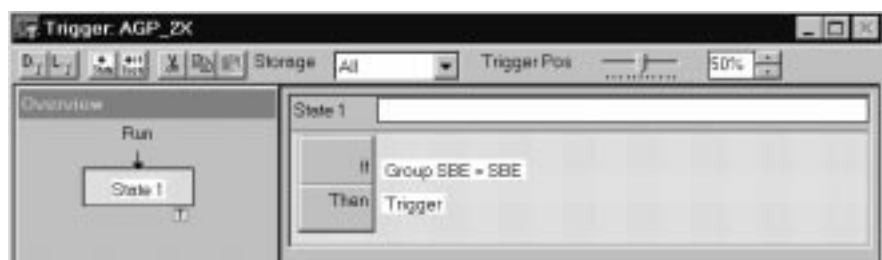 Trigger: AGP_2X
Storage All Trigger Pos 50%
Overview
Run
State 1
State 1
If Group SBE = SBE
Then Trigger